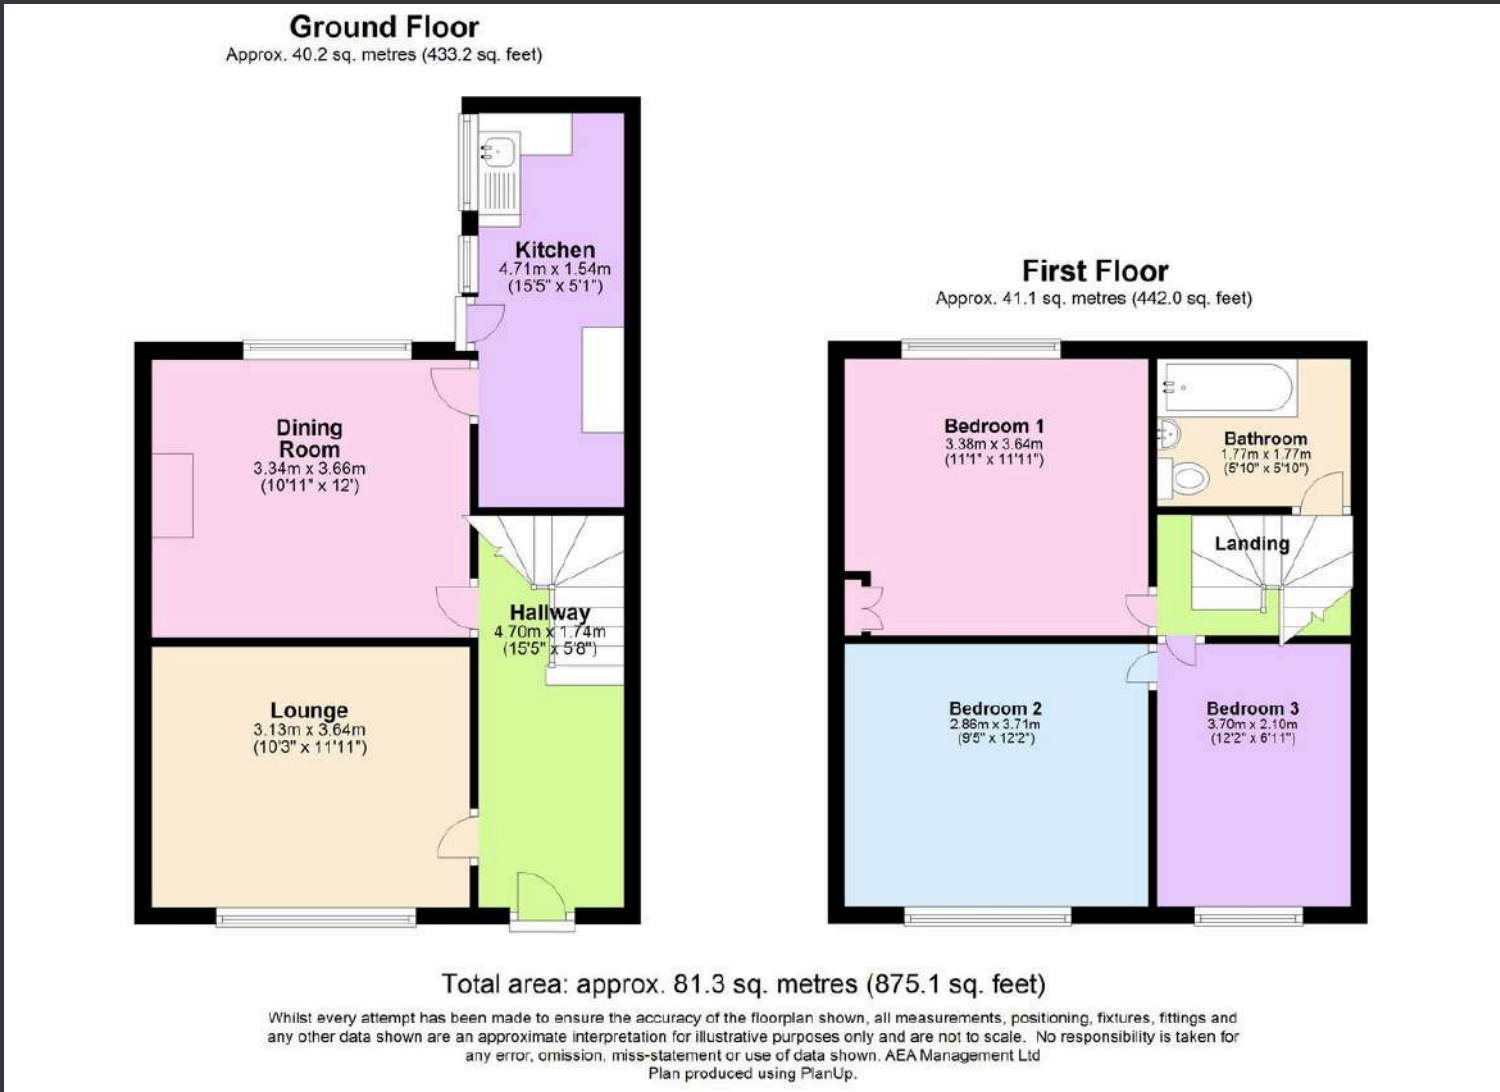 Ground Floor
Approx. 40.2 sq. metres (433.2 sq. feet)
Kitchen
4.71m x 1.54m
(15'5" x 5'1")
Dining
Room
3.34m x 3.66m
(10'11" x 12')
Hallway
4.70m x 1.74m
(15'5" x 5'8")
Lounge
3.13m x 3.64m
(10'3" x 11'11")
First Floor
Approx. 41.1 sq. metres (442.0 sq. feet)
Bedroom 1
3.38m x 3.64m
(11'1" x 11'11")
Bathroom
1.77m x 1.77m
(5'10" x 5'10")
Landing
Bedroom 2
2.86m x 3.71m
(9'5" x 12'2")
Bedroom 3
3.70m x 2.10m
(12'2" x 6'11")
Total area: approx. 81.3 sq. metres (875.1 sq. feet)
Whilst every attempt has been made to ensure the accuracy of the floorplan shown, all measurements, positioning, fixtures, fittings and
any other data shown are an approximate interpretation for illustrative purposes only and are not to scale. No responsibility is taken for
any error, omission, miss-statement or use of data shown. AEA Management Ltd
Plan produced using PlanUp.